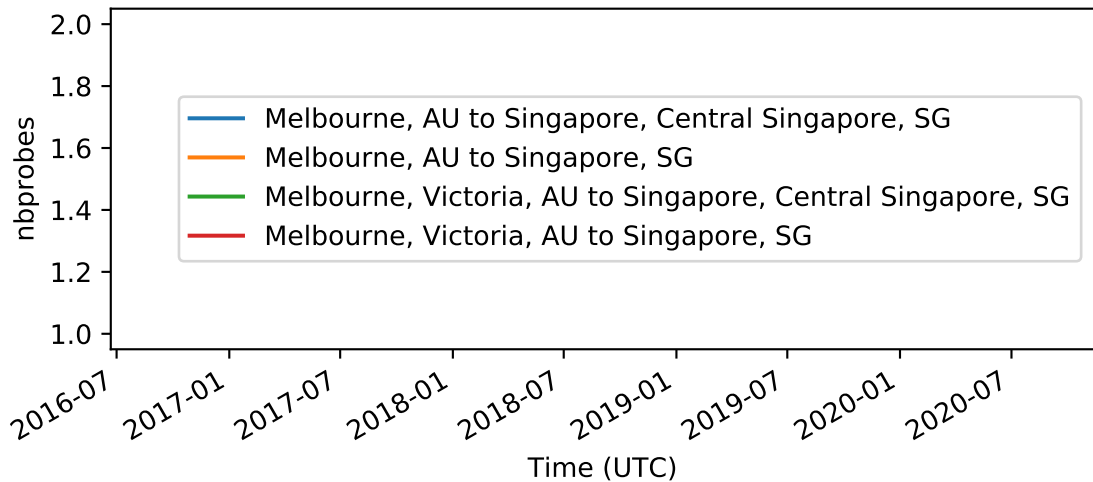 2.0
1.8
1.6
1.4
1.2
1.0
nbprobes
Melbourne, AU to Singapore, Central Singapore, SG
Melbourne, AU to Singapore, SG
Melbourne, Victoria, AU to Singapore, Central Singapore, SG
Melbourne, Victoria, AU to Singapore, SG
2016-07
2017-01
2017-07
2018-01
2018-07
2019-01
2019-07
2020-01
2020-07
Time (UTC)